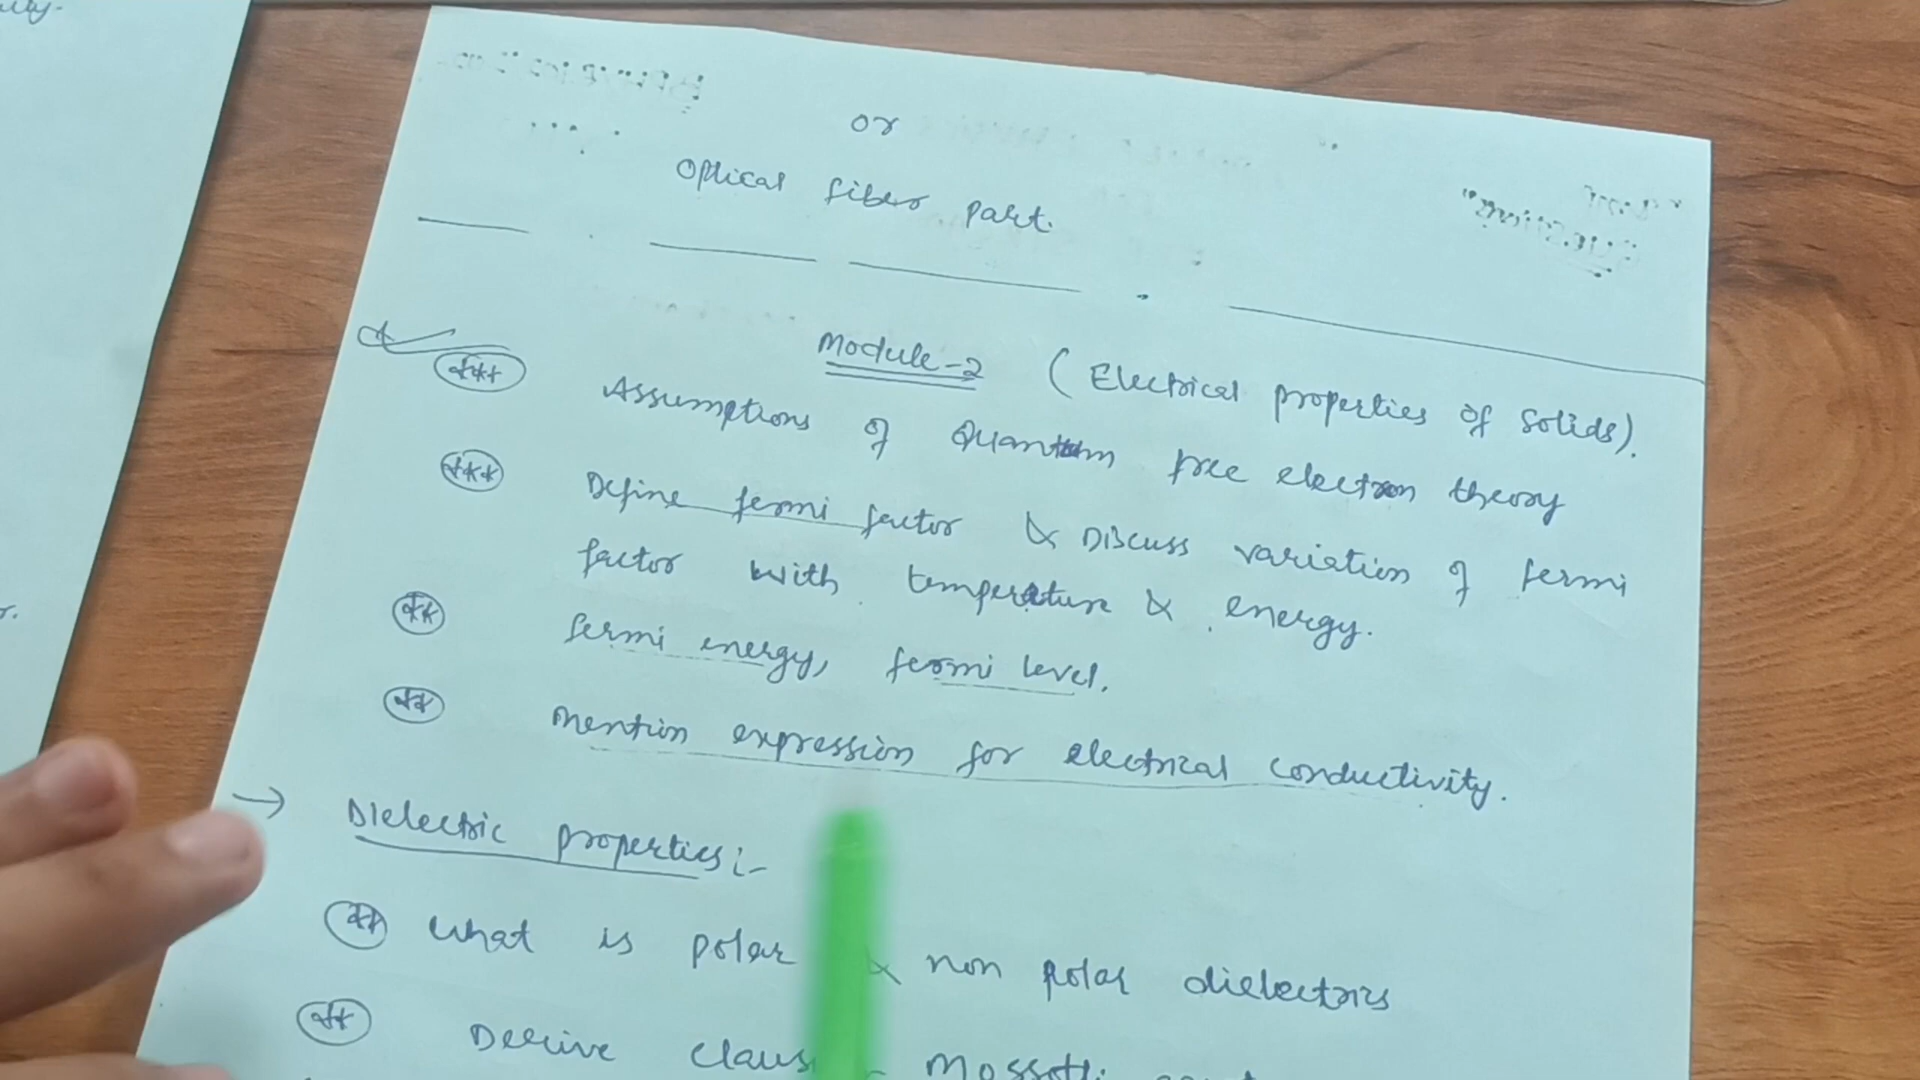 or
Optical fiber part.
Module-2 (Electrical properties of solids).
*** Assumptions of Quantum free electron theory
*** Define fermi factor & Discuss variation of fermi
factor with temperature & energy.
** fermi energy, fermi level.
** mention expression for electrical conductivity.
→ Dielectric properties:-
** what is polar & non polar dielectrics
** Derive Mossotti